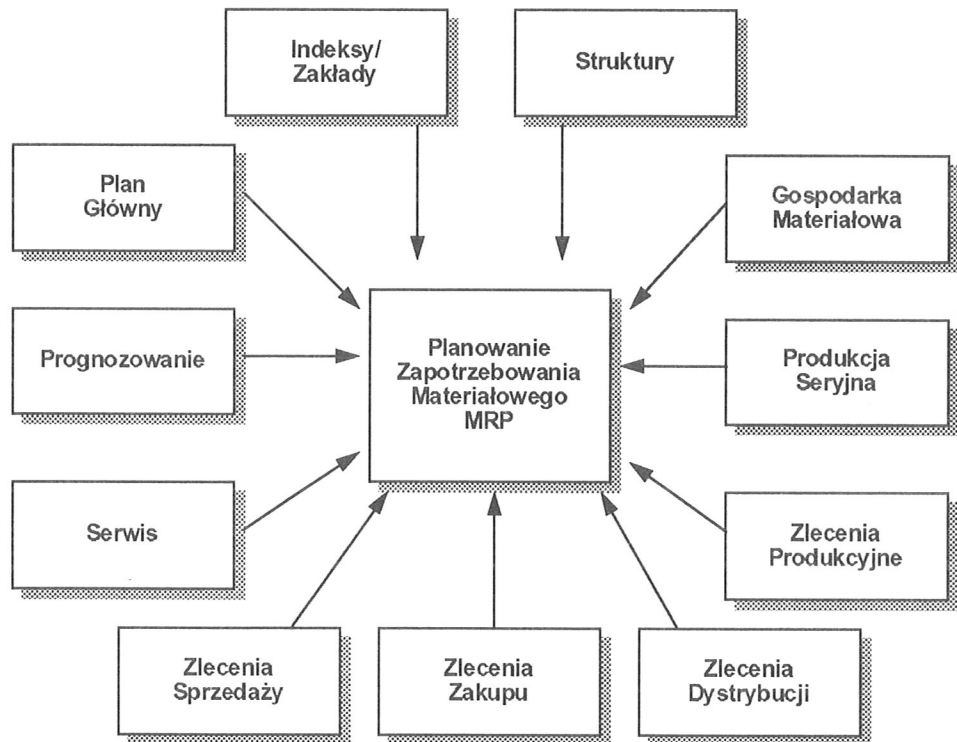 Indeksy/
Zakłady
Struktury
Plan
Główny
Gospodarka
Materiałowa
Prognozowanie
Planowanie
Zapotrzebowania
Materiałowego
MRP
Produkcja
Seryjna
Serwis
Zlecenia
Produkcyjne
Zlecenia
Sprzedaży
Zlecenia
Zakupu
Zlecenia
Dystrybucji